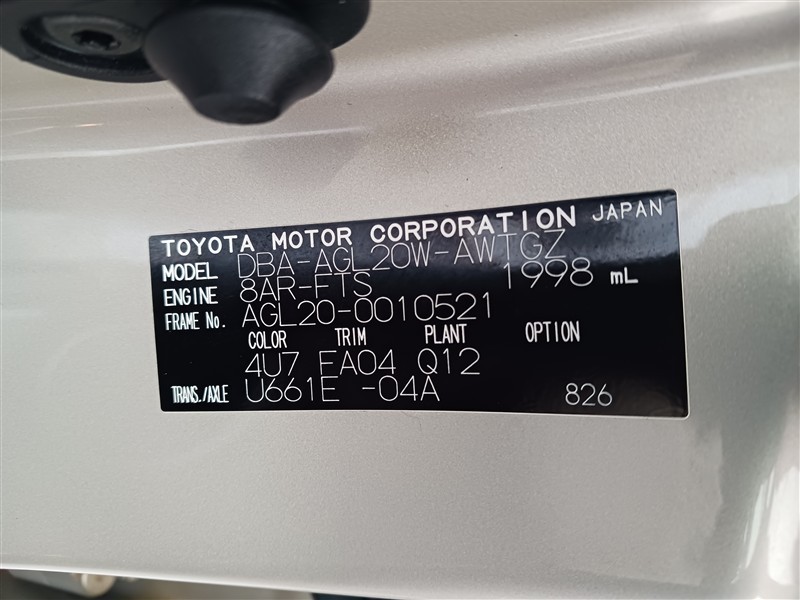 TOYOTA MOTOR CORPORATION JAPAN
MODEL DBA-AGL20W-AWTGZ
ENGINE 8AR-FTS 1998 mL
FRAME No. AGL20-0010521
COLOR TRIM PLANT OPTION
4U7 EA04 Q12
TRANS./AXLE U661E -04A 826